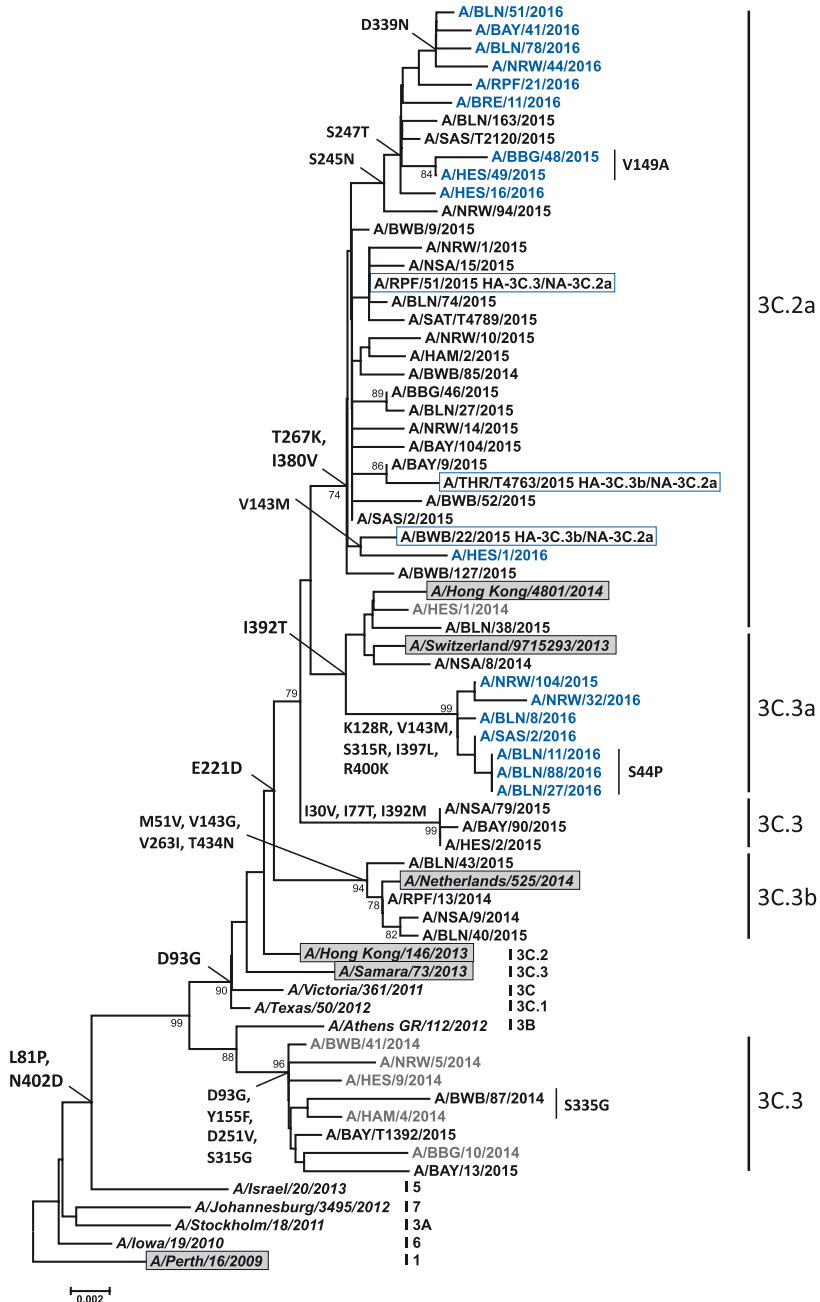 A/BLN/51/2016
D339N
A/BAY/41/2016
A/BLN/78/2016
A/NRW/44/2016
A/RPF/21/2016
A/BRE/11/2016
A/BLN/163/2015
S247T
A/SAS/T2120/2015
S245N
A/BBG/48/2015
V149A
84
A/HES/49/2015
A/HES/16/2016
A/NRW/94/2015
A/BWB/9/2015
A/NRW/1/2015
A/NSA/15/2015
A/RPF/51/2015 HA-3C.3/NA-3C.2a
A/BLN/74/2015
3C.2a
A/SAT/T4789/2015
A/NRW/10/2015
A/HAM/2/2015
A/BWB/85/2014
89
A/BBG/46/2015
A/BLN/27/2015
A/NRW/14/2015
T267K,
I380V
A/BAY/104/2015
86
A/BAY/9/2015
A/THR/T4763/2015 HA-3C.3b/NA-3C.2a
74
V143M
A/BWB/52/2015
A/SAS/2/2015
A/BWB/22/2015 HA-3C.3b/NA-3C.2a
A/HES/1/2016
A/BWB/127/2015
A/Hong Kong/4801/2014
A/HES/1/2014
I392T
A/BLN/38/2015
A/Switzerland/9715293/2013
A/NSA/8/2014
A/NRW/104/2015
79
A/NRW/32/2016
3C.3a
99
K128R, V143M,
S315R, I397L,
R400K
A/BLN/8/2016
A/SAS/2/2016
A/BLN/11/2016
E221D
A/BLN/88/2016
S44P
A/BLN/27/2016
I30V, I77T, I392M
A/NSA/79/2015
M51V, V143G,
V263I, T434N
99
A/BAY/90/2015
3C.3
A/HES/2/2015
A/BLN/43/2015
94
A/Netherlands/525/2014
78
A/RPF/13/2014
3C.3b
A/NSA/9/2014
82
A/BLN/40/2015
D93G
A/Hong Kong/146/2013
3C.2
A/Samara/73/2013
3C.3
90
A/Victoria/361/2011
3C
A/Texas/50/2012
3C.1
99
A/Athens GR/112/2012
3B
88
A/BWB/41/2014
L81P,
N402D
96
A/NRW/5/2014
A/HES/9/2014
D93G,
Y155F,
D251V,
S315G
A/BWB/87/2014
S335G
3C.3
A/HAM/4/2014
A/BAY/T1392/2015
A/BBG/10/2014
A/BAY/13/2015
A/Israel/20/2013
5
A/Johannesburg/3495/2012
7
A/Stockholm/18/2011
3A
A/Iowa/19/2010
6
A/Perth/16/2009
1
0.002